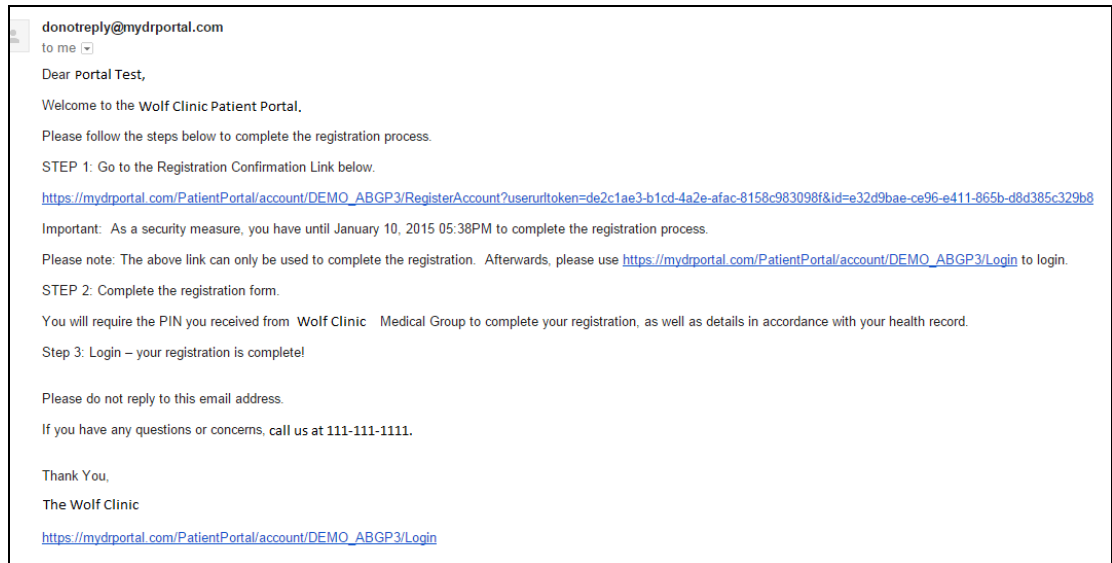 donotreply@mydrportal.com
to me
Dear Portal Test,
Welcome to the Wolf Clinic Patient Portal.
Please follow the steps below to complete the registration process.
STEP 1: Go to the Registration Confirmation Link below.
https://mydrportal.com/PatientPortal/account/DEMO_ABGP3/RegisterAccount?userurltoken=de2c1ae3-b1cd-4a2e-afac-8158c983098f&id=e32d9bae-ce96-e411-865b-d8d385c329b8
Important: As a security measure, you have until January 10, 2015 05:38PM to complete the registration process.
Please note: The above link can only be used to complete the registration. Afterwards, please use https://mydrportal.com/PatientPortal/account/DEMO_ABGP3/Login to login.
STEP 2: Complete the registration form.
You will require the PIN you received from Wolf Clinic Medical Group to complete your registration, as well as details in accordance with your health record.
Step 3: Login – your registration is complete!
Please do not reply to this email address.
If you have any questions or concerns, call us at 111-111-1111.
Thank You,
The Wolf Clinic
https://mydrportal.com/PatientPortal/account/DEMO_ABGP3/Login